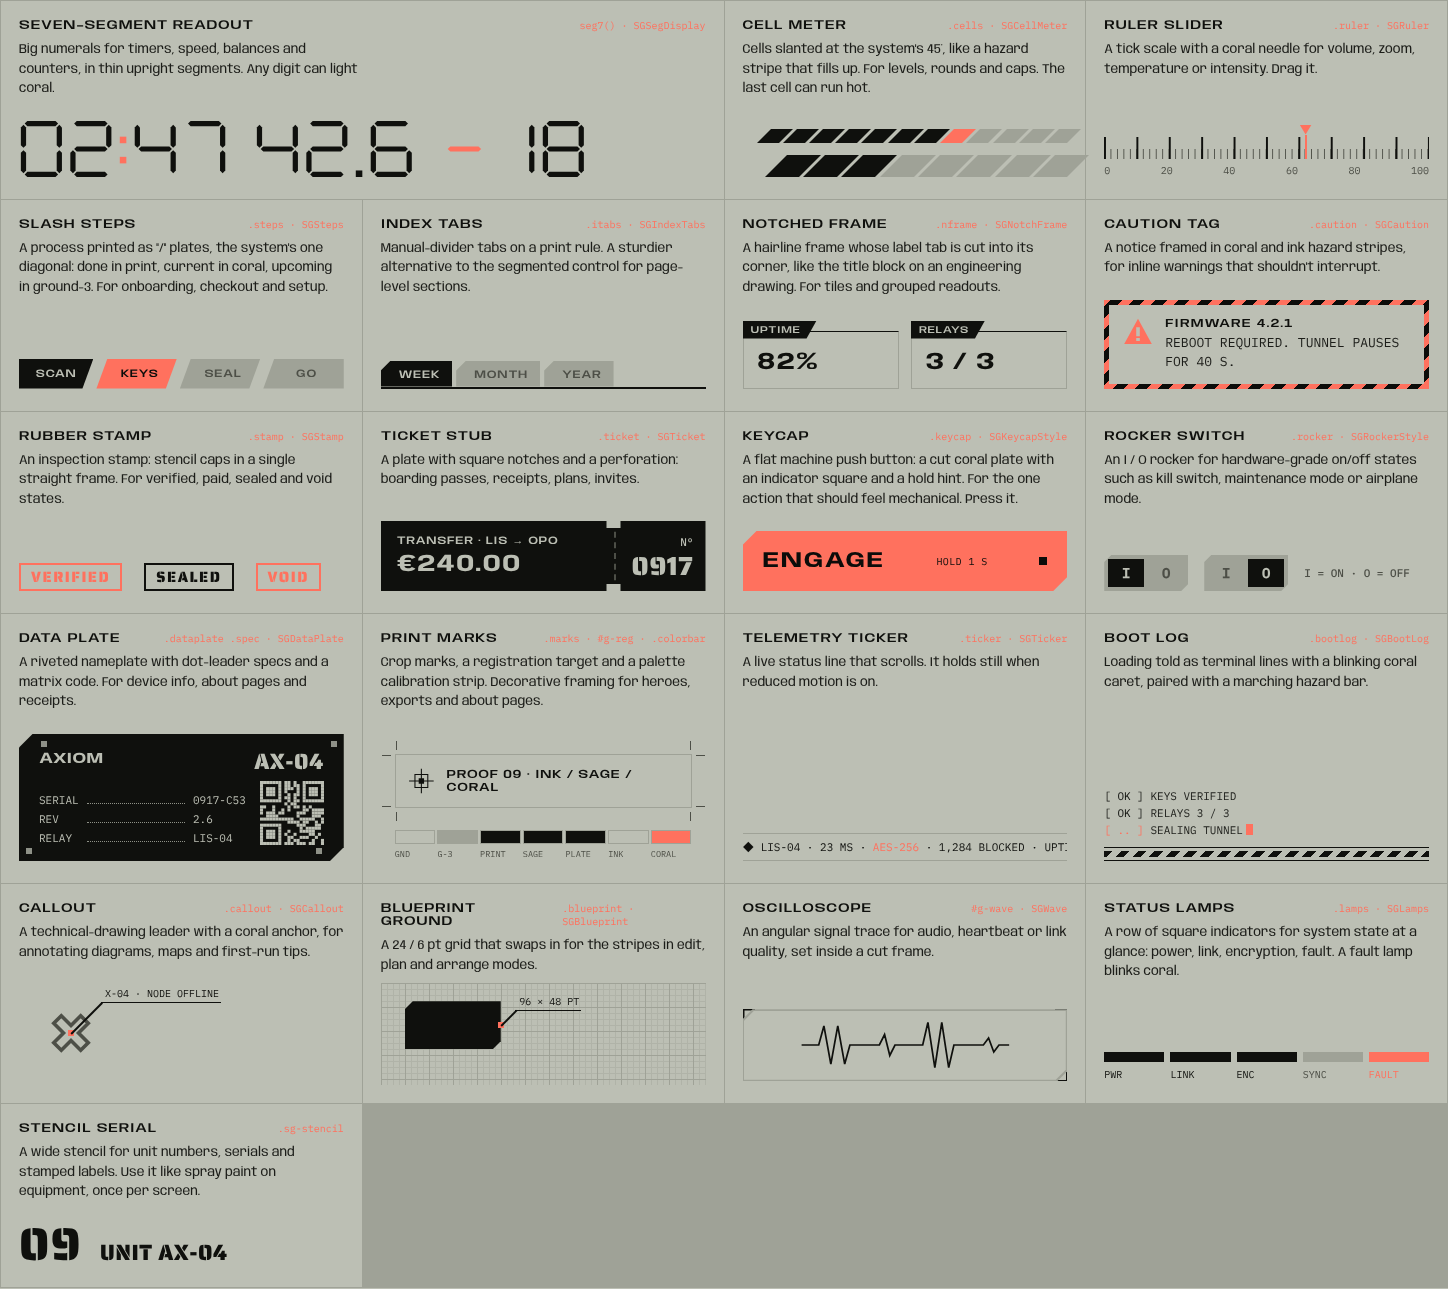 SEVEN-SEGMENT READOUT
seg7() · SGSegDisplay
Big numerals for timers, speed, balances and
counters, in thin upright segments. Any digit can light
coral.
02:47 42.6 - 18
CELL METER
.cells · SGCellMeter
Cells slanted at the system's 45°, like a hazard
stripe that fills up. For levels, rounds and caps. The
last cell can run hot.
RULER SLIDER
.ruler · SGRuler
A tick scale with a coral needle for volume, zoom,
temperature or intensity. Drag it.
0 20 40 60 80 100
SLASH STEPS
.steps · SGSteps
A process printed as "/" plates, the system's one
diagonal: done in print, current in coral, upcoming
in ground-3. For onboarding, checkout and setup.
SCAN KEYS SEAL GO
INDEX TABS
.itabs · SGIndexTabs
Manual-divider tabs on a print rule. A sturdier
alternative to the segmented control for page-
level sections.
WEEK MONTH YEAR
NOTCHED FRAME
.nframe · SGNotchFrame
A hairline frame whose label tab is cut into its
corner, like the title block on an engineering
drawing. For tiles and grouped readouts.
UPTIME
82%
RELAYS
3 / 3
CAUTION TAG
.caution · SGCaution
A notice framed in coral and ink hazard stripes,
for inline warnings that shouldn't interrupt.
FIRMWARE 4.2.1
REBOOT REQUIRED. TUNNEL PAUSES
FOR 40 S.
RUBBER STAMP
.stamp · SGStamp
An inspection stamp: stencil caps in a single
straight frame. For verified, paid, sealed and void
states.
VERIFIED SEALED VOID
TICKET STUB
.ticket · SGTicket
A plate with square notches and a perforation:
boarding passes, receipts, plans, invites.
TRANSFER · LIS → OPO
€240.00
N°
0917
KEYCAP
.keycap · SGKeycapStyle
A flat machine push button: a cut coral plate with
an indicator square and a hold hint. For the one
action that should feel mechanical. Press it.
ENGAGE HOLD 1 S
ROCKER SWITCH
.rocker · SGRockerStyle
An I / O rocker for hardware-grade on/off states
such as kill switch, maintenance mode or airplane
mode.
I O I O I = ON · O = OFF
DATA PLATE
.dataplate .spec · SGDataPlate
A riveted nameplate with dot-leader specs and a
matrix code. For device info, about pages and
receipts.
AXIOM
AX-04
SERIAL 0917-C53
REV 2.6
RELAY LIS-04
PRINT MARKS
.marks · #g-reg · .colorbar
Crop marks, a registration target and a palette
calibration strip. Decorative framing for heroes,
exports and about pages.
PROOF 09 · INK / SAGE /
CORAL
GND G-3 PRINT SAGE PLATE INK CORAL
TELEMETRY TICKER
.ticker · SGTicker
A live status line that scrolls. It holds still when
reduced motion is on.
◆ LIS-04 · 23 MS · AES-256 · 1,284 BLOCKED · UPTI
BOOT LOG
.bootlog · SGBootLog
Loading told as terminal lines with a blinking coral
caret, paired with a marching hazard bar.
[ OK ] KEYS VERIFIED
[ OK ] RELAYS 3 / 3
[ .. ] SEALING TUNNEL
CALLOUT
.callout · SGCallout
A technical-drawing leader with a coral anchor, for
annotating diagrams, maps and first-run tips.
X-04 · NODE OFFLINE
BLUEPRINT
GROUND
.blueprint ·
SGBlueprint
A 24 / 6 pt grid that swaps in for the stripes in edit,
plan and arrange modes.
96 × 48 PT
OSCILLOSCOPE
#g-wave · SGWave
An angular signal trace for audio, heartbeat or link
quality, set inside a cut frame.
STATUS LAMPS
.lamps · SGLamps
A row of square indicators for system state at a
glance: power, link, encryption, fault. A fault lamp
blinks coral.
PWR LINK ENC SYNC FAULT
STENCIL SERIAL
.sg-stencil
A wide stencil for unit numbers, serials and
stamped labels. Use it like spray paint on
equipment, once per screen.
09 UNIT AX-04